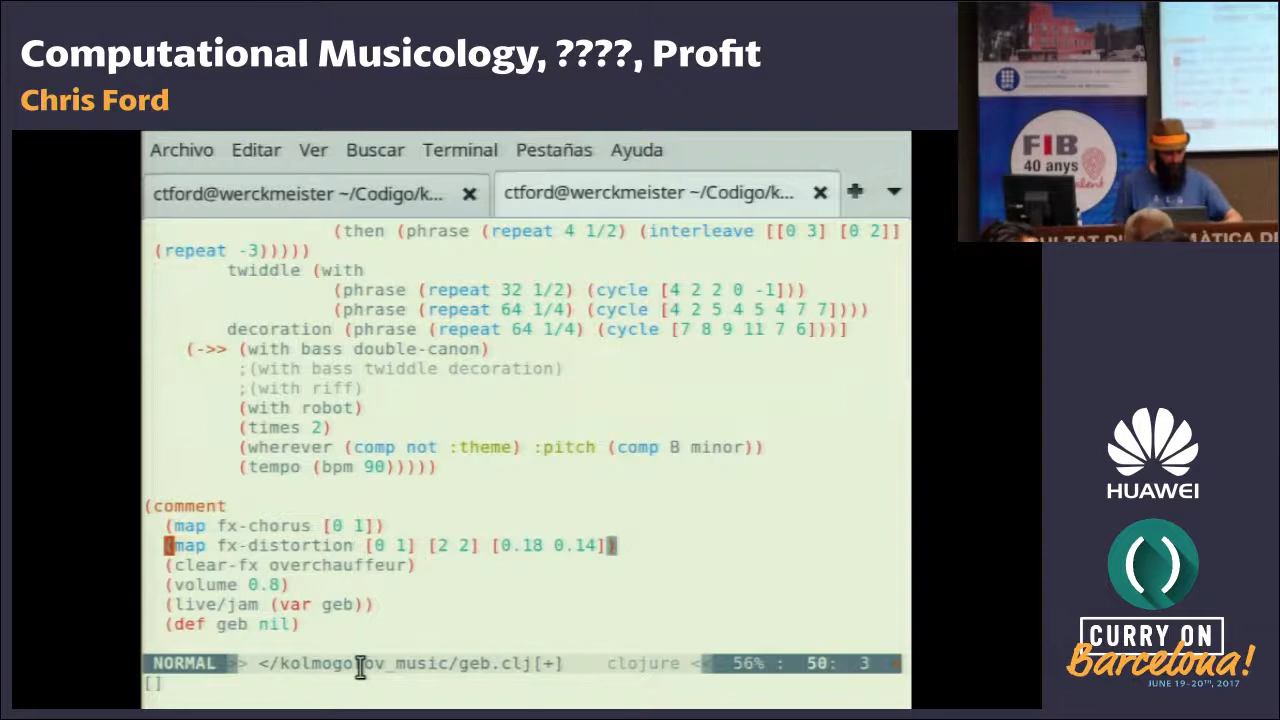 Computational Musicology, ????, Profit
Chris Ford
Archivo Editar Ver Buscar Terminal Pestañas Ayuda
ctford@werckmeister ~/Codigo/k... ctford@werckmeister ~/Codigo/k...
(then (phrase (repeat 4 1/2) (interleave [[0 3] [0 2]]
(repeat -3)))))
twiddle (with
(phrase (repeat 32 1/2) (cycle [4 2 2 0 -1]))
(phrase (repeat 64 1/4) (cycle [4 2 5 4 5 4 7 7])))
decoration (phrase (repeat 64 1/4) (cycle [7 8 9 11 7 6]))]
(->> (with bass double-canon)
;(with bass twiddle decoration)
;(with riff)
(with robot)
(times 2)
(wherever (comp not :theme) :pitch (comp B minor))
(tempo (bpm 90)))))
(comment
(map fx-chorus [0 1])
(map fx-distortion [0 1] [2 2] [0.18 0.14])
(clear-fx overchauffeur)
(volume 0.8)
(live/jam (var geb))
(def geb nil)
NORMAL >> </kolmogorov_music/geb.clj[+] clojure << 56% : 50: 3
[]
FIB
40 anys
HUAWEI
CURRY ON
Barcelona!
JUNE 19-20TH, 2017